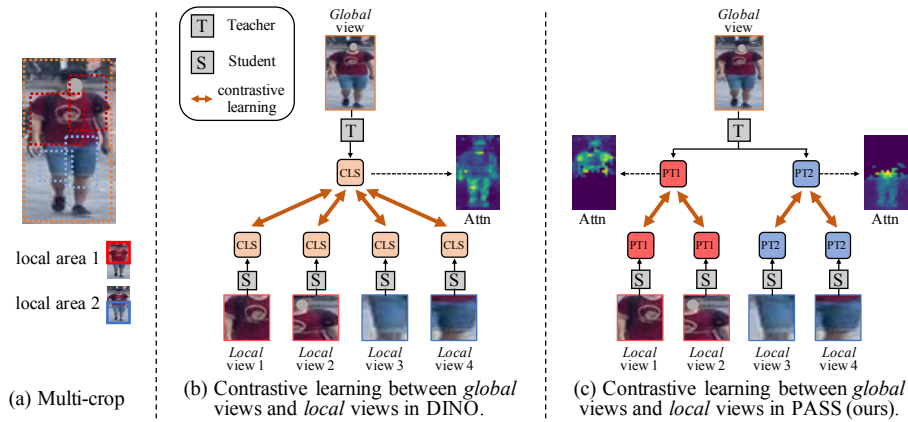 local area 1
local area 2
(a) Multi-crop
T Teacher
S Student
contrastive
learning
Global
view
T
CLS
Attn
CLS CLS CLS CLS
S S S S
Local
view 1
Local
view 2
Local
view 3
Local
view 4
(b) Contrastive learning between global
views and local views in DINO.
Global
view
T
PT1 PT2
Attn Attn
PT1 PT1 PT2 PT2
S S S S
Local
view 1
Local
view 2
Local
view 3
Local
view 4
(c) Contrastive learning between global
views and local views in PASS (ours).